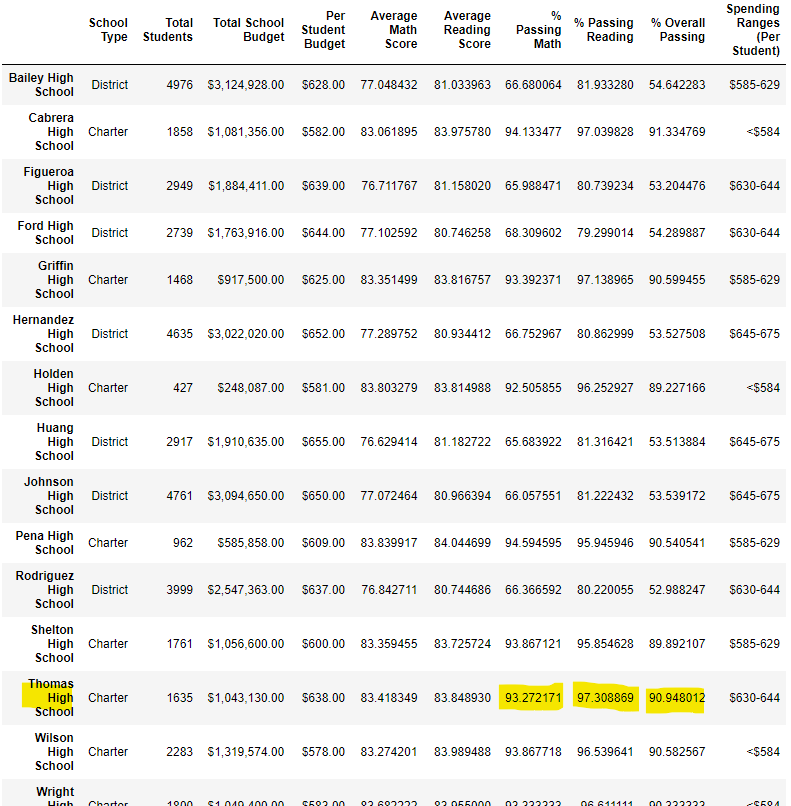 School Type Total Students Total School Budget Per Student Budget Average Math Score Average Reading Score % Passing Math % Passing Reading % Overall Passing Spending Ranges (Per Student)
Bailey High School District 4976 $3,124,928.00 $628.00 77.048432 81.033963 66.680064 81.933280 54.642283 $585-629
Cabrera High School Charter 1858 $1,081,356.00 $582.00 83.061895 83.975780 94.133477 97.039828 91.334769 <$584
Figueroa High School District 2949 $1,884,411.00 $639.00 76.711767 81.158020 65.988471 80.739234 53.204476 $630-644
Ford High School District 2739 $1,763,916.00 $644.00 77.102592 80.746258 68.309602 79.299014 54.289887 $630-644
Griffin High School Charter 1468 $917,500.00 $625.00 83.351499 83.816757 93.392371 97.138965 90.599455 $585-629
Hernandez High School District 4635 $3,022,020.00 $652.00 77.289752 80.934412 66.752967 80.862999 53.527508 $645-675
Holden High School Charter 427 $248,087.00 $581.00 83.803279 83.814988 92.505855 96.252927 89.227166 <$584
Huang High School District 2917 $1,910,635.00 $655.00 76.629414 81.182722 65.683922 81.316421 53.513884 $645-675
Johnson High School District 4761 $3,094,650.00 $650.00 77.072464 80.966394 66.057551 81.222432 53.539172 $645-675
Pena High School Charter 962 $585,858.00 $609.00 83.839917 84.044699 94.594595 95.945946 90.540541 $585-629
Rodriguez High School District 3999 $2,547,363.00 $637.00 76.842711 80.744686 66.366592 80.220055 52.988247 $630-644
Shelton High School Charter 1761 $1,056,600.00 $600.00 83.359455 83.725724 93.867121 95.854628 89.892107 $585-629
Thomas High School Charter 1635 $1,043,130.00 $638.00 83.418349 83.848930 93.272171 97.308869 90.948012 $630-644
Wilson High School Charter 2283 $1,319,574.00 $578.00 83.274201 83.989488 93.867718 96.539641 90.582567 <$584
Wright High Charter 1800 $1,049,400.00 $583.00 83.682222 83.955000 93.333333 96.611111 90.333333 <$584